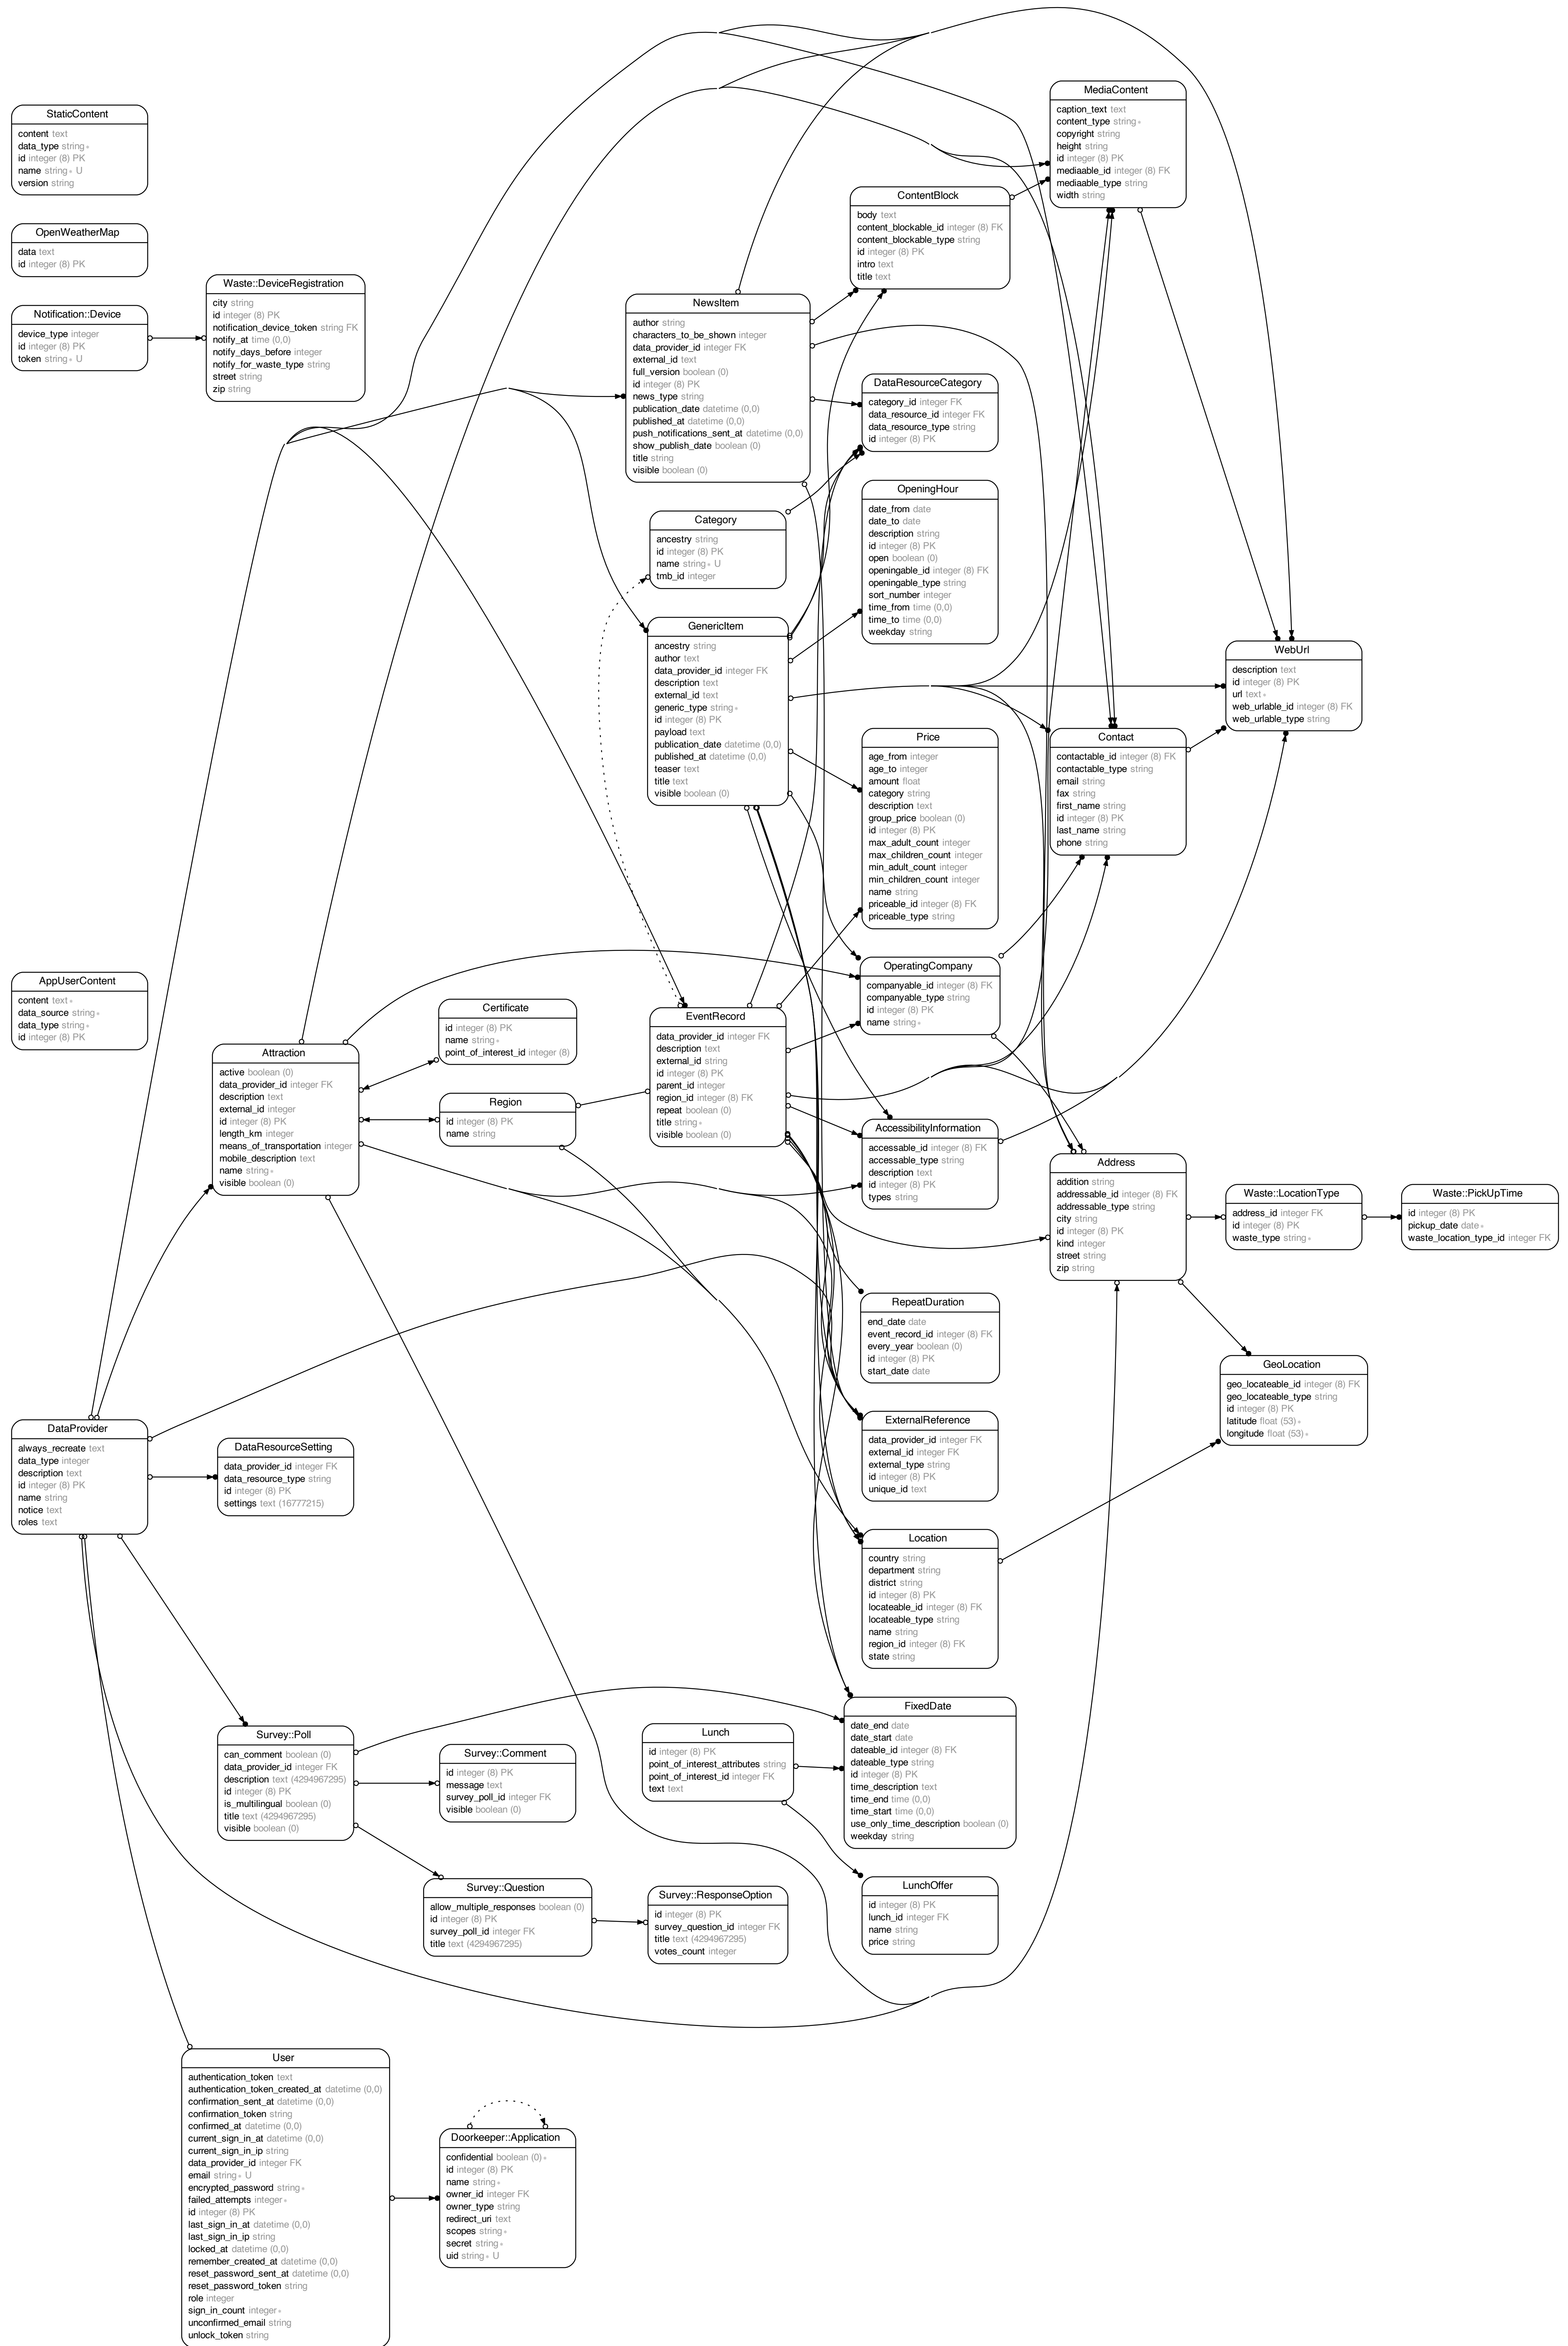 StaticContent
content text
data_type string ∗
id integer (8) PK
name string ∗ U
version string
OpenWeatherMap
data text
id integer (8) PK
Notification::Device
device_type integer
id integer (8) PK
token string ∗ U
Waste::DeviceRegistration
city string
id integer (8) PK
notification_device_token string FK
notify_at time (0,0)
notify_days_before integer
notify_for_waste_type string
street string
zip string
MediaContent
caption_text text
content_type string ∗
copyright string
height string
id integer (8) PK
mediaable_id integer (8) FK
mediaable_type string
width string
ContentBlock
body text
content_blockable_id integer (8) FK
content_blockable_type string
id integer (8) PK
intro text
title text
NewsItem
author string
characters_to_be_shown integer
data_provider_id integer FK
external_id text
full_version boolean (0)
id integer (8) PK
news_type string
publication_date datetime (0,0)
published_at datetime (0,0)
push_notifications_sent_at datetime (0,0)
show_publish_date boolean (0)
title string
visible boolean (0)
DataResourceCategory
category_id integer FK
data_resource_id integer FK
data_resource_type string
id integer (8) PK
Category
ancestry string
id integer (8) PK
name string ∗ U
tmb_id integer
OpeningHour
date_from date
date_to date
description string
id integer (8) PK
open boolean (0)
openingable_id integer (8) FK
openingable_type string
sort_number integer
time_from time (0,0)
time_to time (0,0)
weekday string
GenericItem
ancestry string
author text
data_provider_id integer FK
description text
external_id text
generic_type string ∗
id integer (8) PK
payload text
publication_date datetime (0,0)
published_at datetime (0,0)
teaser text
title text
visible boolean (0)
WebUrl
description text
id integer (8) PK
url text ∗
web_urlable_id integer (8) FK
web_urlable_type string
Price
age_from integer
age_to integer
amount float
category string
description text
group_price boolean (0)
id integer (8) PK
max_adult_count integer
max_children_count integer
min_adult_count integer
min_children_count integer
name string
priceable_id integer (8) FK
priceable_type string
Contact
contactable_id integer (8) FK
contactable_type string
email string
fax string
first_name string
id integer (8) PK
last_name string
phone string
AppUserContent
content text ∗
data_source string ∗
data_type string ∗
id integer (8) PK
OperatingCompany
companyable_id integer (8) FK
companyable_type string
id integer (8) PK
name string ∗
Certificate
id integer (8) PK
name string ∗
point_of_interest_id integer (8)
Attraction
active boolean (0)
data_provider_id integer FK
description text
external_id integer
id integer (8) PK
length_km integer
means_of_transportation integer
mobile_description text
name string ∗
visible boolean (0)
Region
id integer (8) PK
name string
EventRecord
data_provider_id integer FK
description text
external_id string
id integer (8) PK
parent_id integer
region_id integer (8) FK
repeat boolean (0)
title string ∗
visible boolean (0)
AccessibilityInformation
accessable_id integer (8) FK
accessable_type string
description text
id integer (8) PK
types string
Address
addition string
addressable_id integer (8) FK
addressable_type string
city string
id integer (8) PK
kind integer
street string
zip string
Waste::LocationType
address_id integer FK
id integer (8) PK
waste_type string ∗
Waste::PickUpTime
id integer (8) PK
pickup_date date ∗
waste_location_type_id integer FK
RepeatDuration
end_date date
event_record_id integer (8) FK
every_year boolean (0)
id integer (8) PK
start_date date
GeoLocation
geo_locateable_id integer (8) FK
geo_locateable_type string
id integer (8) PK
latitude float (53) ∗
longitude float (53) ∗
ExternalReference
data_provider_id integer FK
external_id integer FK
external_type string
id integer (8) PK
unique_id text
DataProvider
always_recreate text
data_type integer
description text
id integer (8) PK
name string
notice text
roles text
DataResourceSetting
data_provider_id integer FK
data_resource_type string
id integer (8) PK
settings text (16777215)
Location
country string
department string
district string
id integer (8) PK
locateable_id integer (8) FK
locateable_type string
name string
region_id integer (8) FK
state string
FixedDate
date_end date
date_start date
dateable_id integer (8) FK
dateable_type string
id integer (8) PK
time_description text
time_end time (0,0)
time_start time (0,0)
use_only_time_description boolean (0)
weekday string
Survey::Poll
can_comment boolean (0)
data_provider_id integer FK
description text (4294967295)
id integer (8) PK
is_multilingual boolean (0)
title text (4294967295)
visible boolean (0)
Survey::Comment
id integer (8) PK
message text
survey_poll_id integer FK
visible boolean (0)
Lunch
id integer (8) PK
point_of_interest_attributes string
point_of_interest_id integer FK
text text
Survey::Question
allow_multiple_responses boolean (0)
id integer (8) PK
survey_poll_id integer FK
title text (4294967295)
Survey::ResponseOption
id integer (8) PK
survey_question_id integer FK
title text (4294967295)
votes_count integer
LunchOffer
id integer (8) PK
lunch_id integer FK
name string
price string
User
authentication_token text
authentication_token_created_at datetime (0,0)
confirmation_sent_at datetime (0,0)
confirmation_token string
confirmed_at datetime (0,0)
current_sign_in_at datetime (0,0)
current_sign_in_ip string
data_provider_id integer FK
email string ∗ U
encrypted_password string ∗
failed_attempts integer ∗
id integer (8) PK
last_sign_in_at datetime (0,0)
last_sign_in_ip string
locked_at datetime (0,0)
remember_created_at datetime (0,0)
reset_password_sent_at datetime (0,0)
reset_password_token string
role integer
sign_in_count integer ∗
unconfirmed_email string
unlock_token string
Doorkeeper::Application
confidential boolean (0) ∗
id integer (8) PK
name string ∗
owner_id integer FK
owner_type string
redirect_uri text
scopes string ∗
secret string ∗
uid string ∗ U